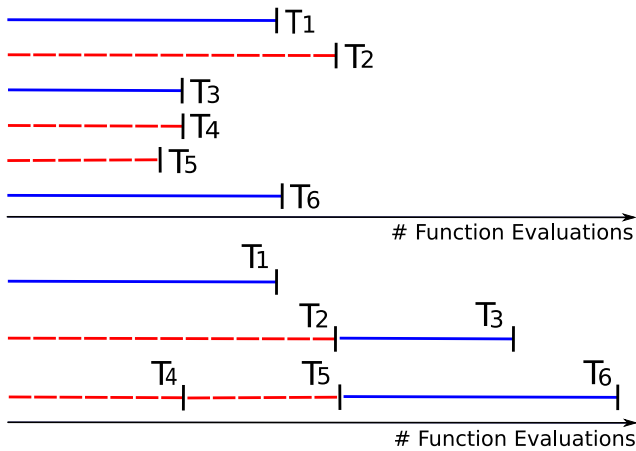 T1
T2
T3
T4
T5
T6
# Function Evaluations
T1
T2 T3
T4 T5 T6
# Function Evaluations